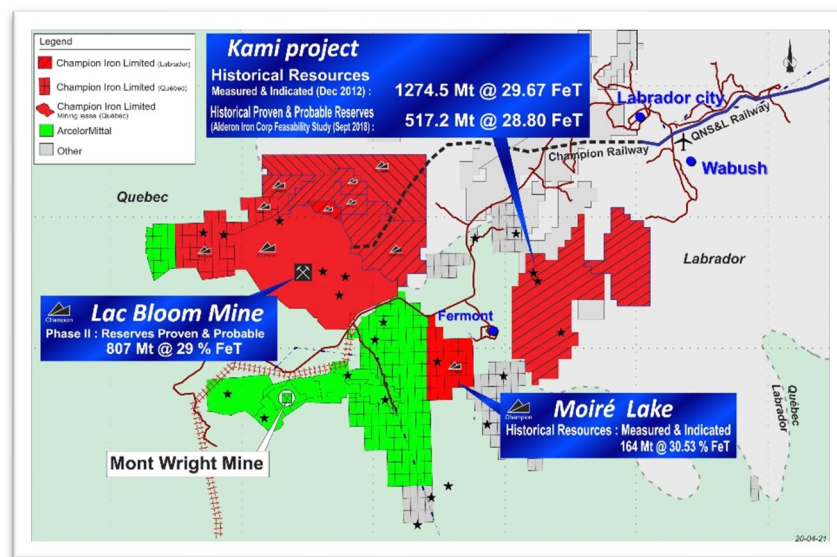 Legend
Champion Iron Limited (Labrador)
Champion Iron Limited (Québec)
Champion Iron Limited
Mining lease (Québec)
ArcelorMittal
Other
Kami project
Historical Resources
Measured & Indicated (Dec 2012) : 1274.5 Mt @ 29.67 FeT
Historical Proven & Probable Reserves
(Alderon Iron Corp Feasability Study (Sept 2018) : 517.2 Mt @ 28.80 FeT
Labrador city
QNS&L Railway
Champion Railway
Wabush
Quebec
Labrador
Champion
Lac Bloom Mine
Phase II : Reserves Proven & Probable
807 Mt @ 29 % FeT
Fermont
Champion
Moiré Lake
Historical Resources : Measured & Indicated
164 Mt @ 30.53 % FeT
Mont Wright Mine
Québec
Labrador
20-04-21